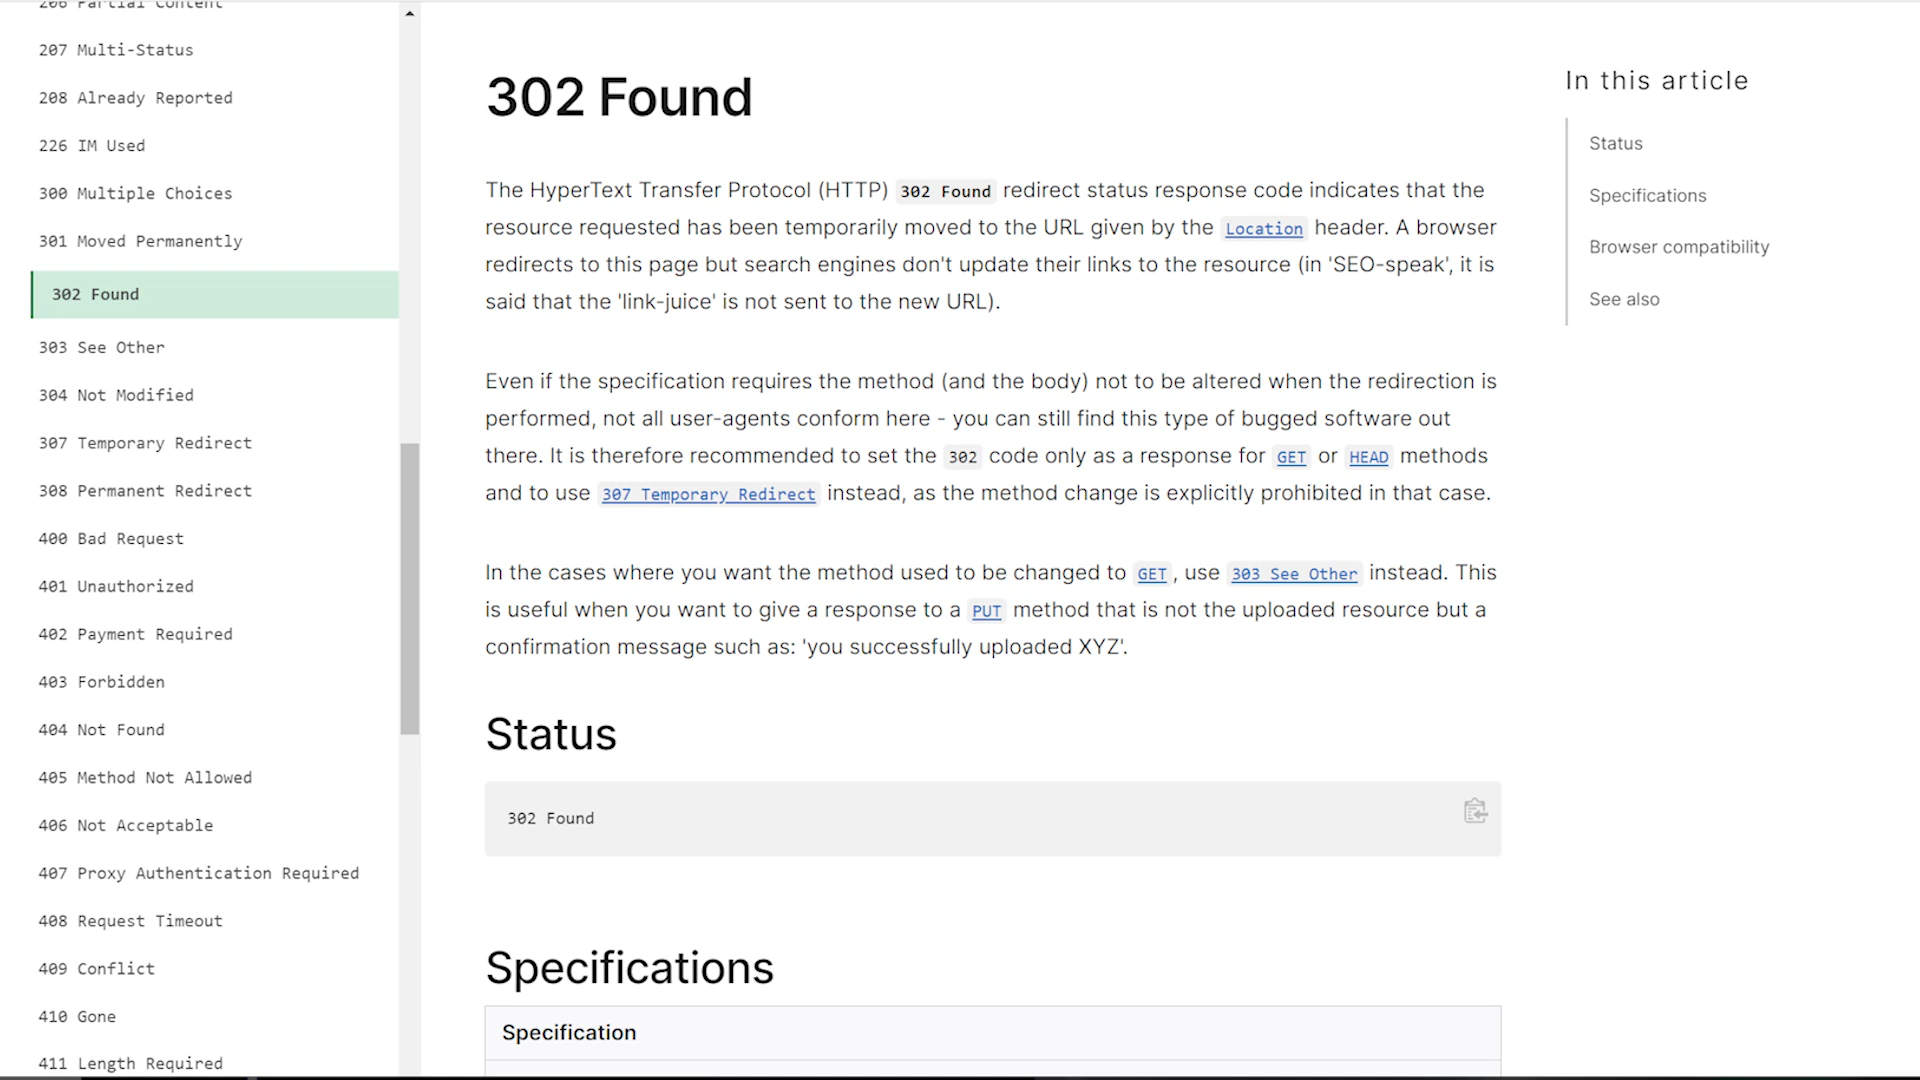 206 Partial Content
207 Multi-Status
208 Already Reported
226 IM Used
300 Multiple Choices
301 Moved Permanently
302 Found
303 See Other
304 Not Modified
307 Temporary Redirect
308 Permanent Redirect
400 Bad Request
401 Unauthorized
402 Payment Required
403 Forbidden
404 Not Found
405 Method Not Allowed
406 Not Acceptable
407 Proxy Authentication Required
408 Request Timeout
409 Conflict
410 Gone
411 Length Required
302 Found
The HyperText Transfer Protocol (HTTP) 302 Found redirect status response code indicates that the
resource requested has been temporarily moved to the URL given by the Location header. A browser
redirects to this page but search engines don't update their links to the resource (in 'SEO-speak', it is
said that the 'link-juice' is not sent to the new URL).
Even if the specification requires the method (and the body) not to be altered when the redirection is
performed, not all user-agents conform here - you can still find this type of bugged software out
there. It is therefore recommended to set the 302 code only as a response for GET or HEAD methods
and to use 307 Temporary Redirect instead, as the method change is explicitly prohibited in that case.
In the cases where you want the method used to be changed to GET, use 303 See Other instead. This
is useful when you want to give a response to a PUT method that is not the uploaded resource but a
confirmation message such as: 'you successfully uploaded XYZ'.
Status
302 Found
Specifications
Specification
In this article
Status
Specifications
Browser compatibility
See also